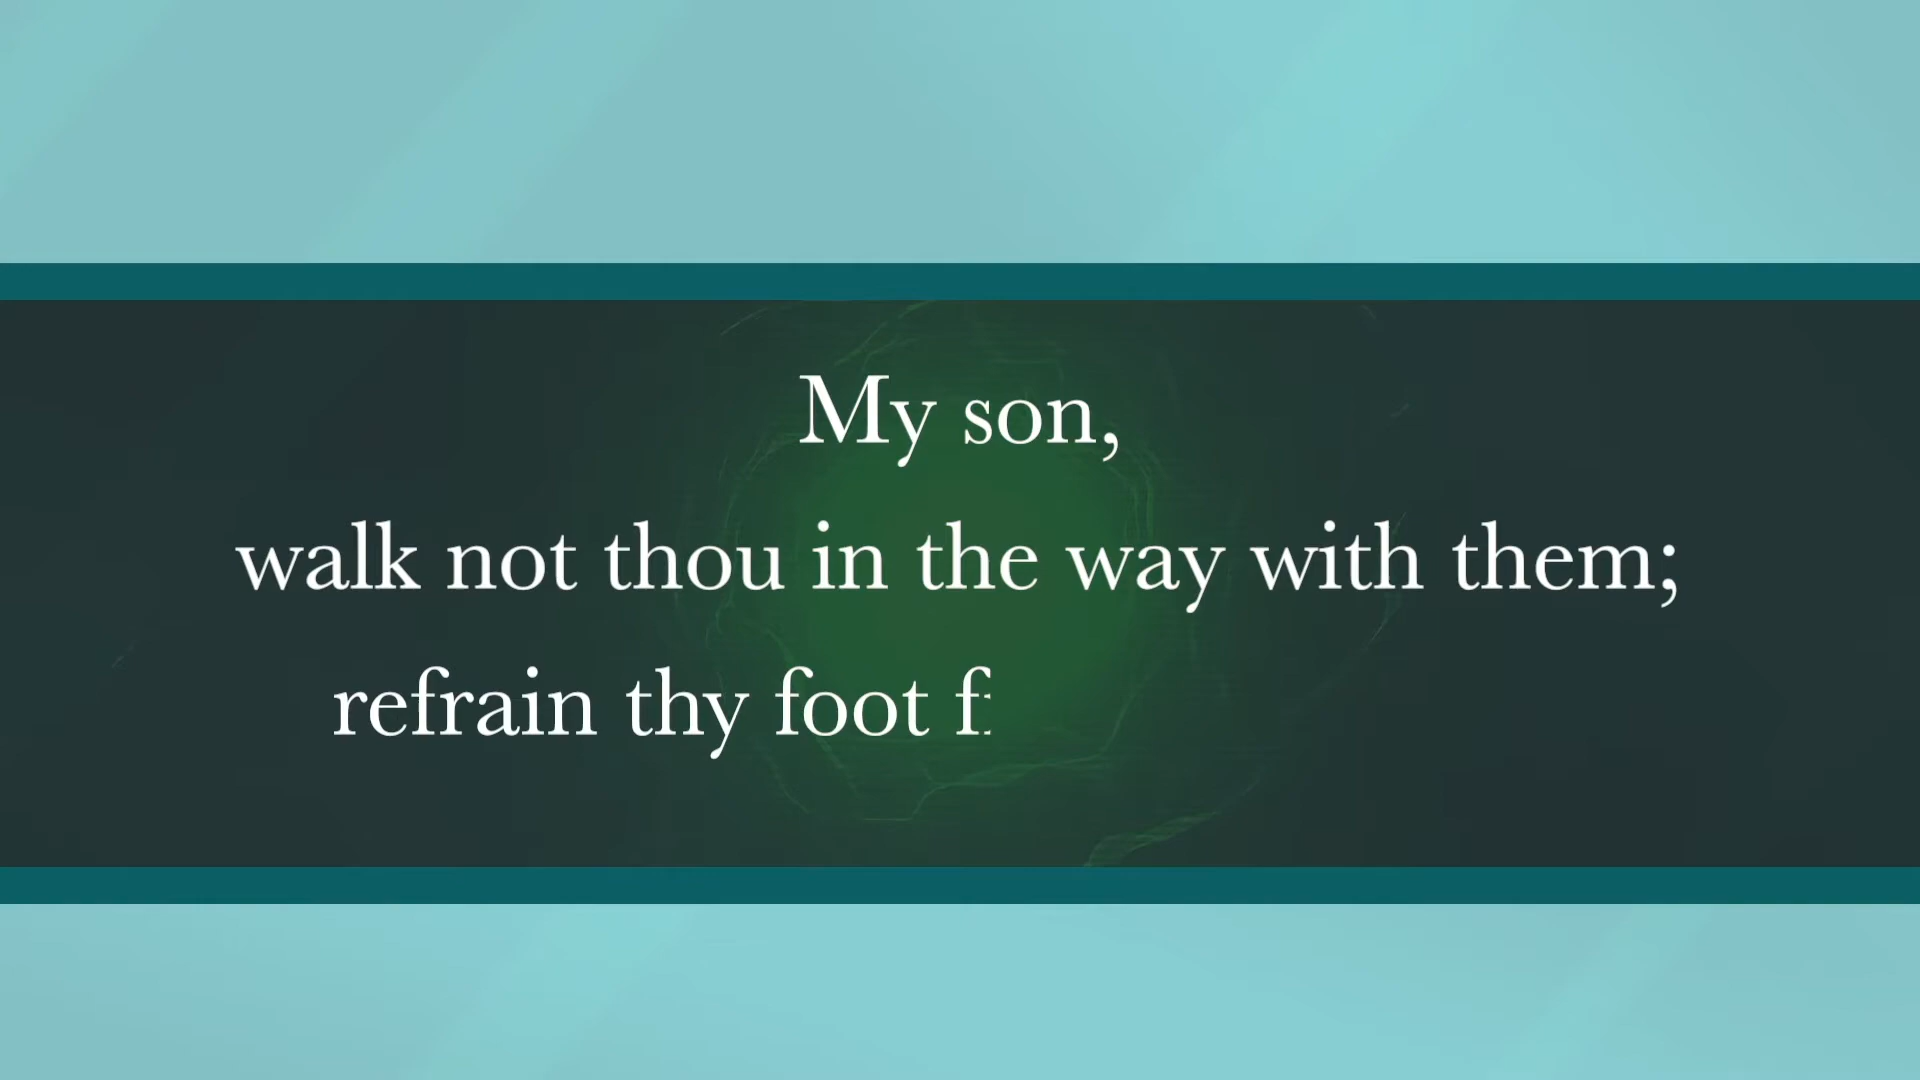 My son,
walk not thou in the way with them;
refrain thy foot f